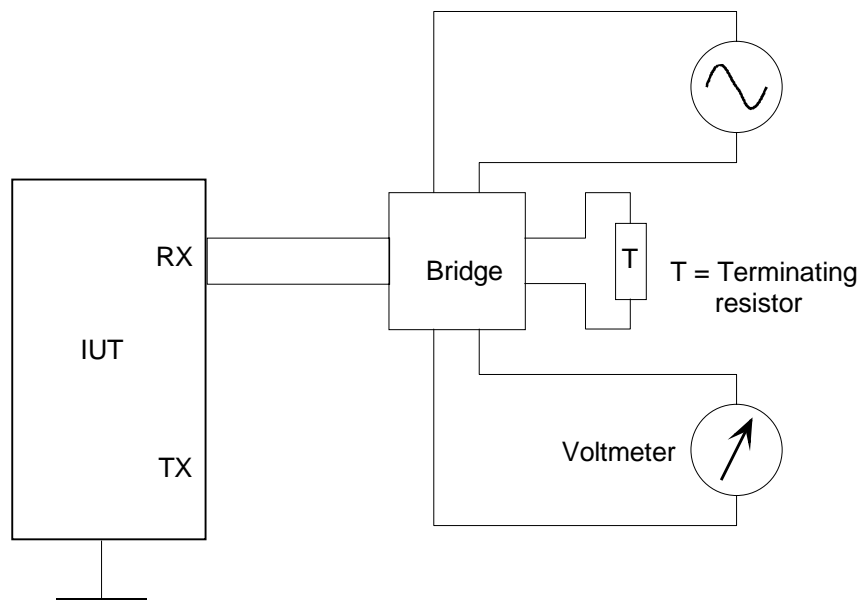 RX
Bridge
T
T = Terminating
resistor
IUT
Voltmeter
TX